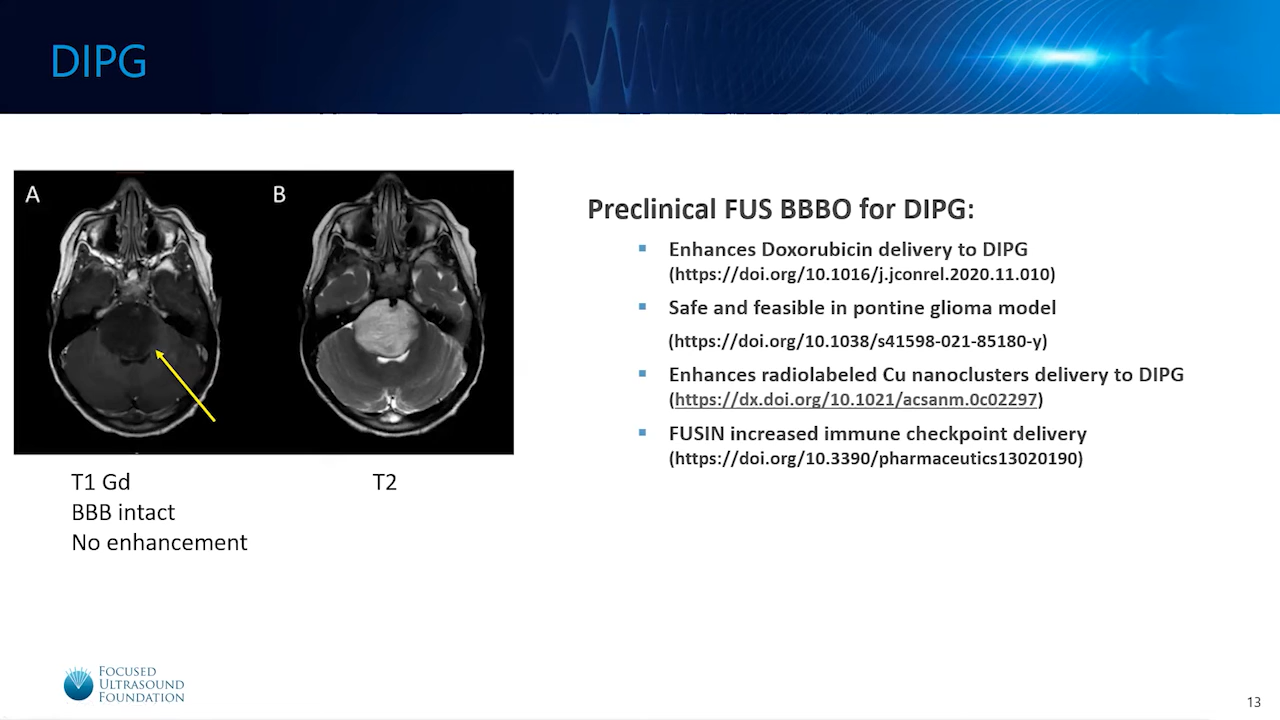 DIPG
A
B
T1 Gd
BBB intact
No enhancement
T2
Preclinical FUS BBBO for DIPG:
Enhances Doxorubicin delivery to DIPG
(https://doi.org/10.1016/j.jconrel.2020.11.010)
Safe and feasible in pontine glioma model
(https://doi.org/10.1038/s41598-021-85180-y)
Enhances radiolabeled Cu nanoclusters delivery to DIPG
(https://dx.doi.org/10.1021/acsanm.0c02297)
FUSIN increased immune checkpoint delivery
(https://doi.org/10.3390/pharmaceutics13020190)
FOCUSED
ULTRASOUND
FOUNDATION
13